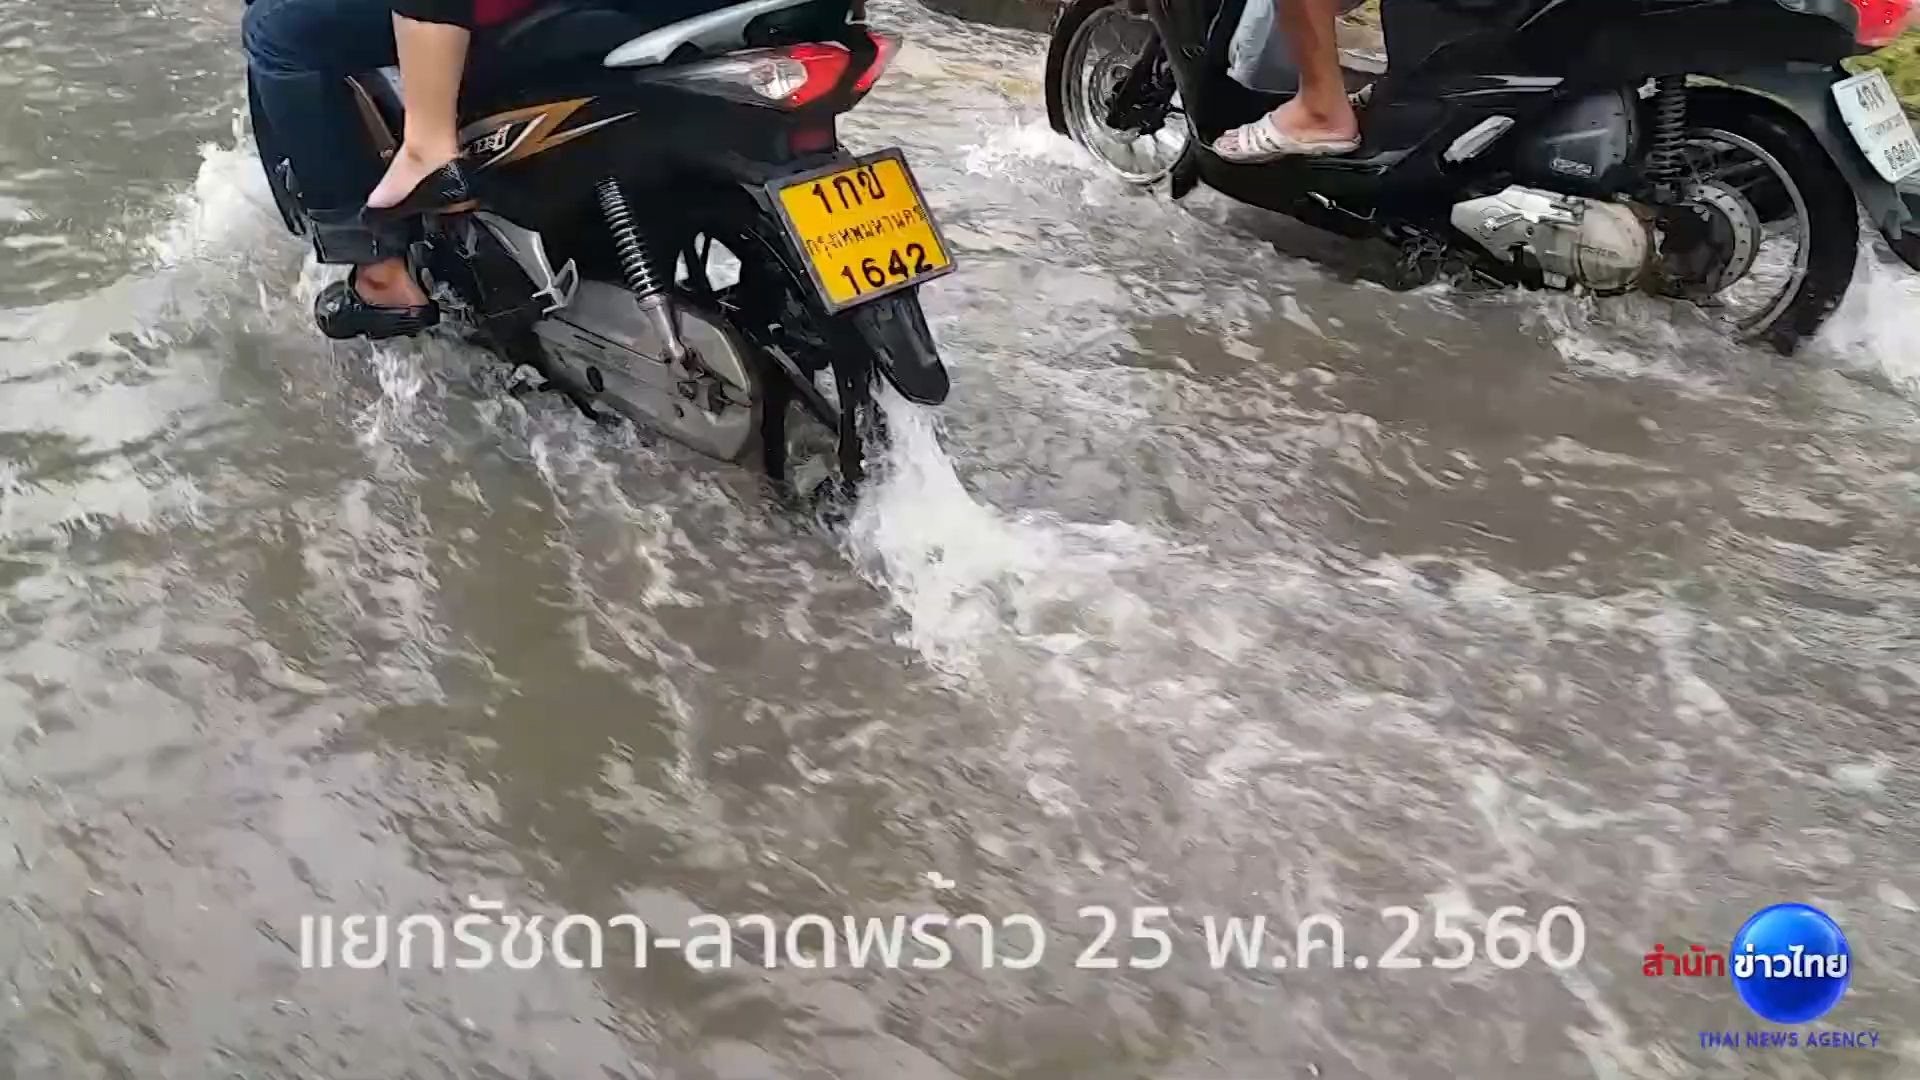 1กข
กรุงเทพมหานคร
1642
แยกรัชดา-ลาดพร้าว 25 พ.ค.2560
สำนักข่าวไทย
THAI NEWS AGENCY